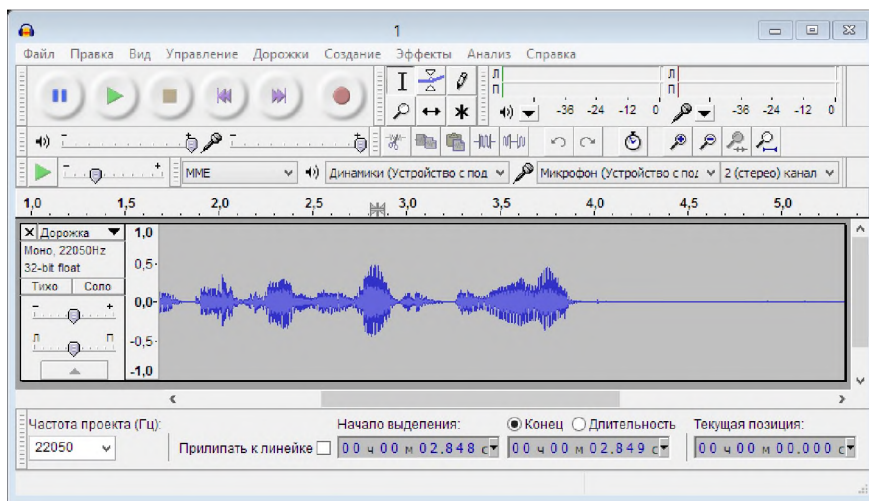 1
Файл Правка Вид Управление Дорожки Создание Эффекты Анализ Справка
Л
П
-36 -24 -12 0
Л
П
-36 -24 -12 0
MME
Динамики (Устройство с под
Микрофон (Устройство с под
2 (стерео) канал
1,0 1,5 2,0 2,5 3,0 3,5 4,0 4,5 5,0
X Дорожка
Моно, 22050Hz
32-bit float
Тихо Соло
- +
Л П
1,0
0,5-
0,0-
-0,5-
-1,0
Частота проекта (Гц):
22050
Прилипать к линейке
Начало выделения:
00 ч 00 м 02.848 с
Конец Длительность
00 ч 00 м 02.849 с
Текущая позиция:
00 ч 00 м 00.000 с